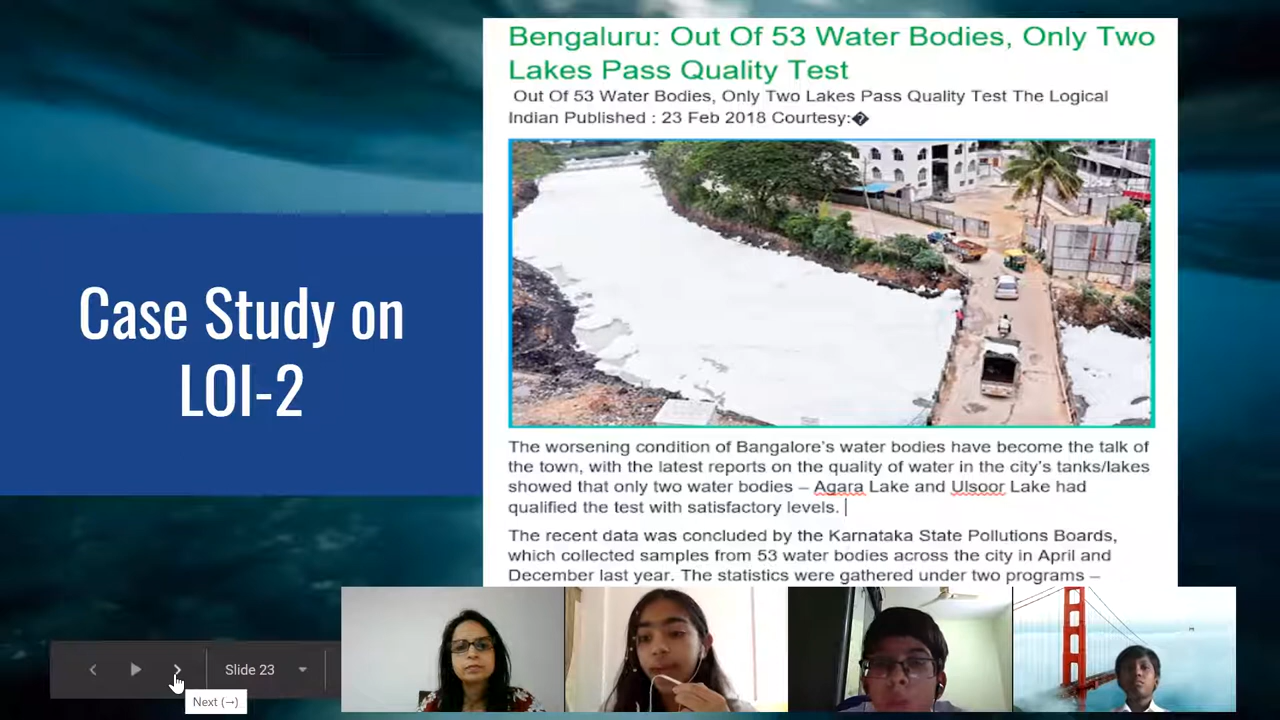 Bengaluru: Out Of 53 Water Bodies, Only Two
Lakes Pass Quality Test
Out Of 53 Water Bodies, Only Two Lakes Pass Quality Test The Logical
Indian Published : 23 Feb 2018 Courtesy:�
Case Study on
LOI-2
The worsening condition of Bangalore's water bodies have become the talk of
the town, with the latest reports on the quality of water in the city's tanks/lakes
showed that only two water bodies – Agara Lake and Ulsoor Lake had
qualified the test with satisfactory levels.
The recent data was concluded by the Karnataka State Pollutions Boards,
which collected samples from 53 water bodies across the city in April and
December last year. The statistics were gathered under two programs –
Slide 23
Next (→)